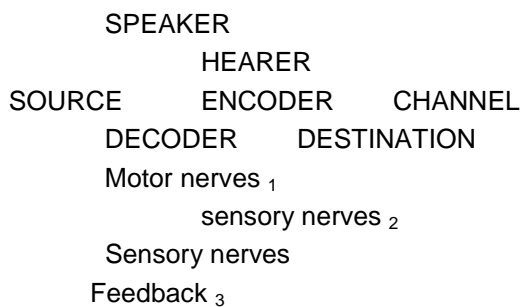 SPEAKER
HEARER
SOURCE ENCODER CHANNEL
DECODER DESTINATION
Motor nerves 1
sensory nerves 2
Sensory nerves
Feedback 3